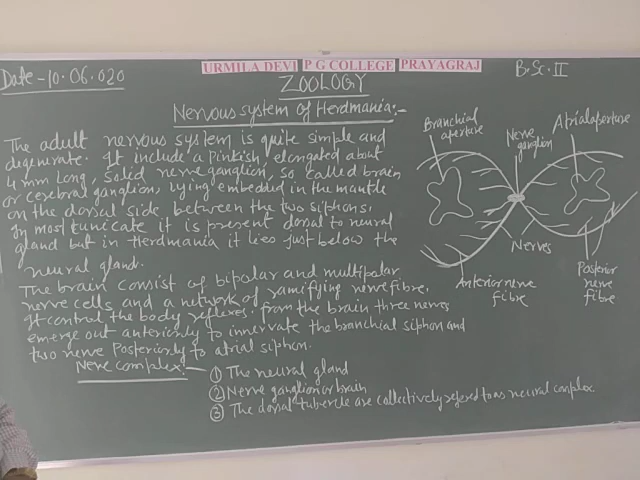 URMILA DEVI P G COLLEGE PRAYAGRAJ
Date - 10.06.020
B.Sc. II
ZOOLOGY
Nervous system of Herdmania:-
The adult nervous system is quite simple and
degenerate. It include a pinkish, elongated about
4 mm long, solid nerve ganglion, so called brain
or cerebral ganglion, lying embedded in the mantle
on the dorsal side between the two siphons.
In most tunicate it is present dorsal to neural
gland but in Herdmania it lies just below the
neural gland.
The brain consist of bipolar and multipolar
nerve cells and a network of ramifying nerve fibre.
It control the body reflexes. From the brain three nerves
emerge out anteriorly to innervate the branchial siphon and
two nerve Posteriorly to atrial siphon.
Nerve complex:-
① The neural gland
② Nerve ganglion or brain
③ The dorsal tubercle are collectively refered to as neural complex
Branchial
aperture
Nerve
ganglion
Atrial aperture
Nerves
Anterior nerve
fibre
Posterior
nerve
fibre